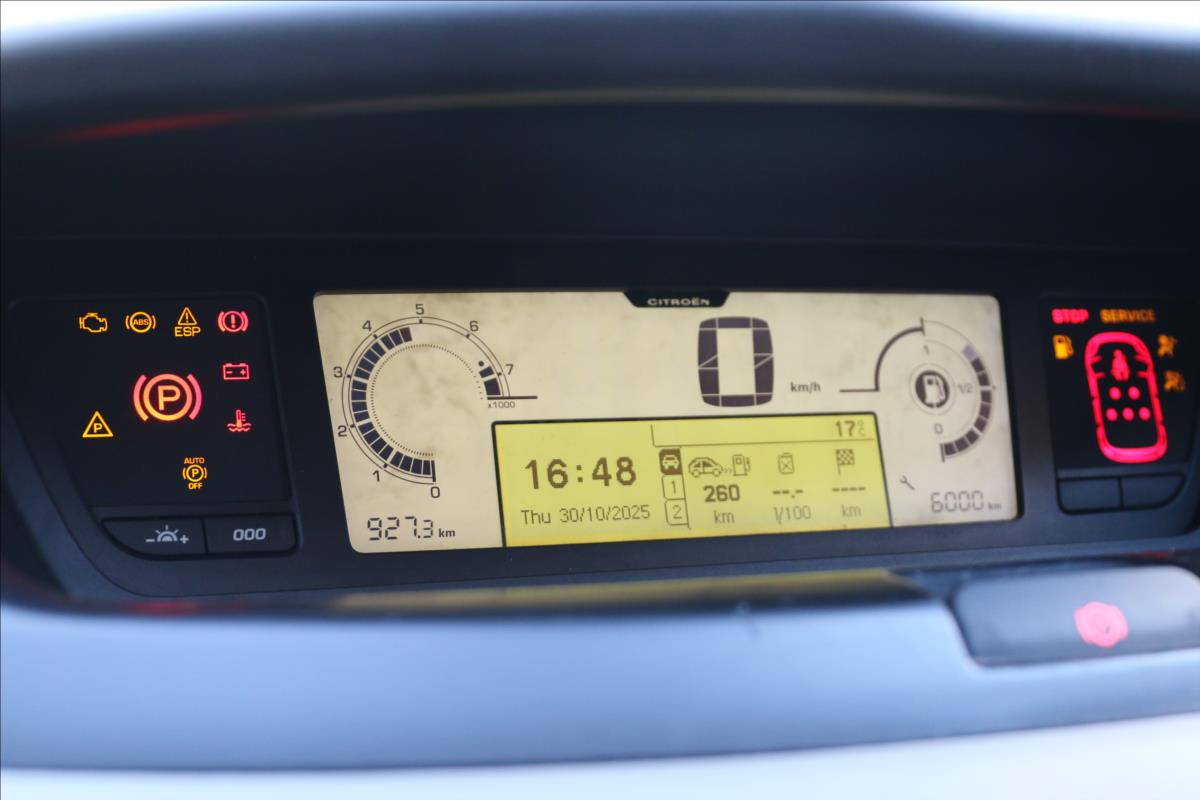 CITROËN
STOP SERVICE
ABS
ESP
P
P
AUTO
P
OFF
000
0
1
2
3
4
5
6
7
x1000
927.3 km
0 km/h
16:48
Thu 30/10/2025
17°C
1
2
260
km
--.-
l/100
----
km
1
1/2
0
6000 km